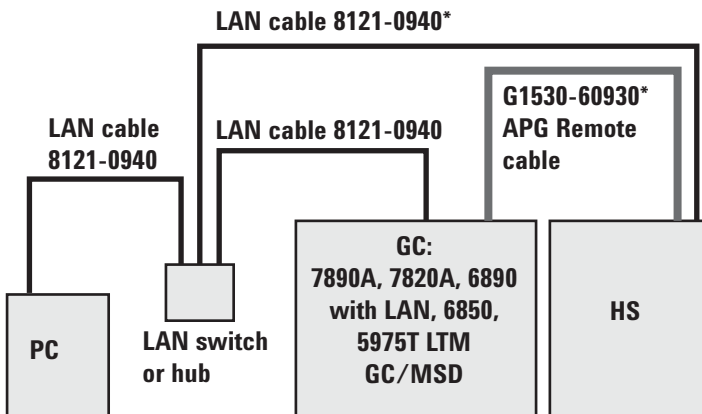 LAN cable 8121-0940*
G1530-60930*
APG Remote
cable
LAN cable
8121-0940
LAN cable 8121-0940
GC:
7890A, 7820A, 6890
with LAN, 6850,
5975T LTM
GC/MSD
HS
PC
LAN switch
or hub